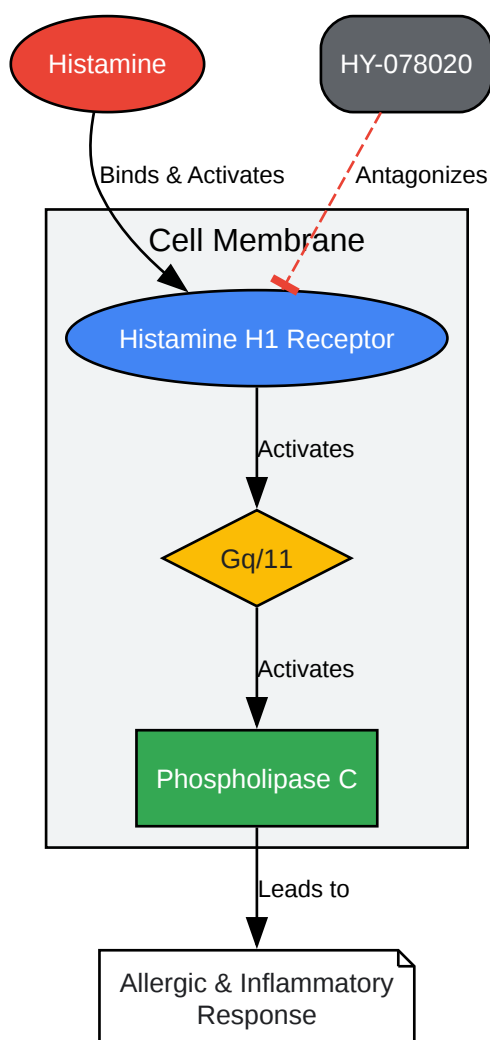 Histamine
HY-078020
Binds & Activates
Antagonizes
Cell Membrane
Histamine H1 Receptor
Activates
Gq/11
Activates
Phospholipase C
Leads to
Allergic & Inflammatory
Response